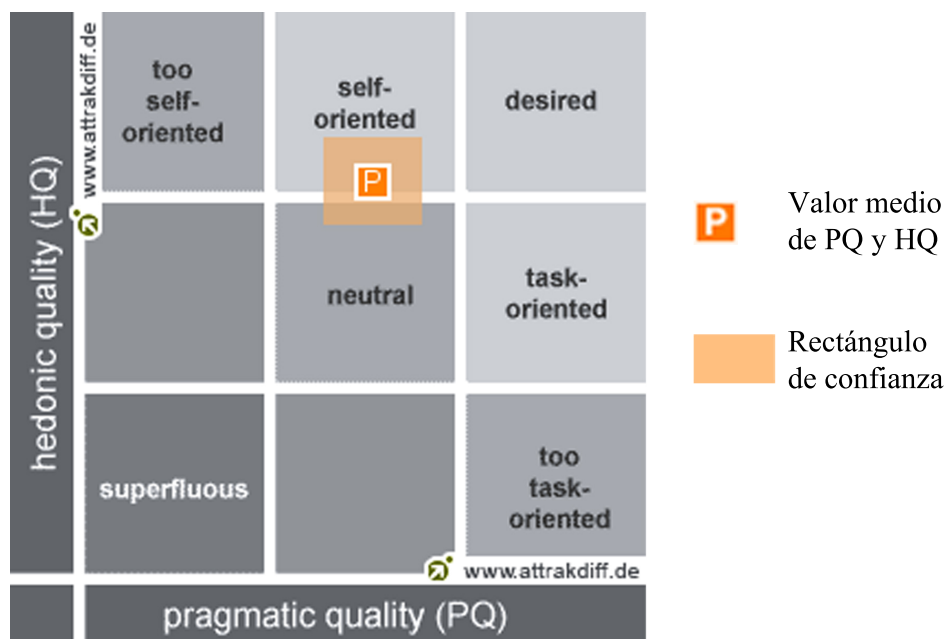 hedonic quality (HQ)
www.attrakdiff.de
too
self-
oriented
self-
oriented
desired
P
neutral
task-
oriented
superfluous
too
task-
oriented
www.attrakdiff.de
pragmatic quality (PQ)
P
Valor medio
de PQ y HQ
Rectángulo
de confianza